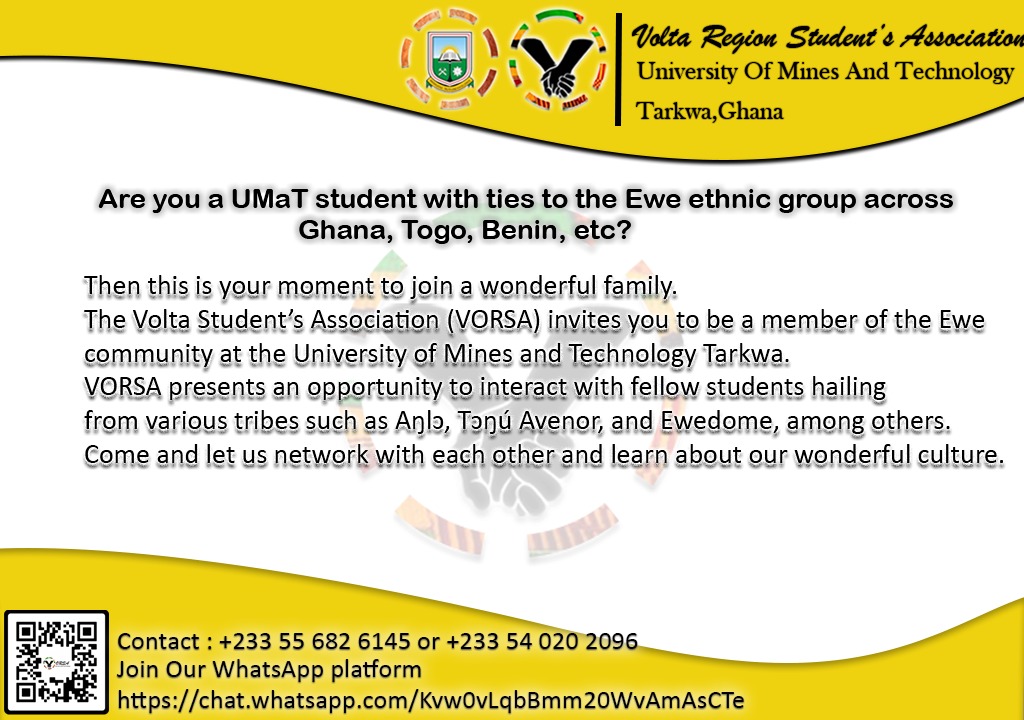 Volta Region Student's Association
University Of Mines And Technology
Tarkwa,Ghana
Are you a UMaT student with ties to the Ewe ethnic group across
Ghana, Togo, Benin, etc?
Then this is your moment to join a wonderful family.
The Volta Student's Association (VORSA) invites you to be a member of the Ewe
community at the University of Mines and Technology Tarkwa.
VORSA presents an opportunity to interact with fellow students hailing
from various tribes such as Aŋlɔ, Tɔŋú Avenor, and Ewedome, among others.
Come and let us network with each other and learn about our wonderful culture.
VORSA
Contact : +233 55 682 6145 or +233 54 020 2096
Join Our WhatsApp platform
https://chat.whatsapp.com/Kvw0vLqbBmm20WvAmAsCTe